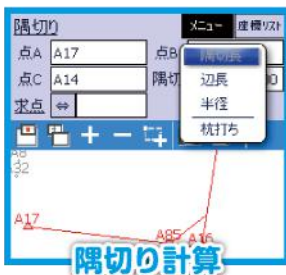 隅切り メニュー 座標リスト
点A A17 点B
点C A14 隅切
求点 ⇔
隅切長
辺長
半径
杭打ち
A8
32
A17
A85 A16
隅切り計算